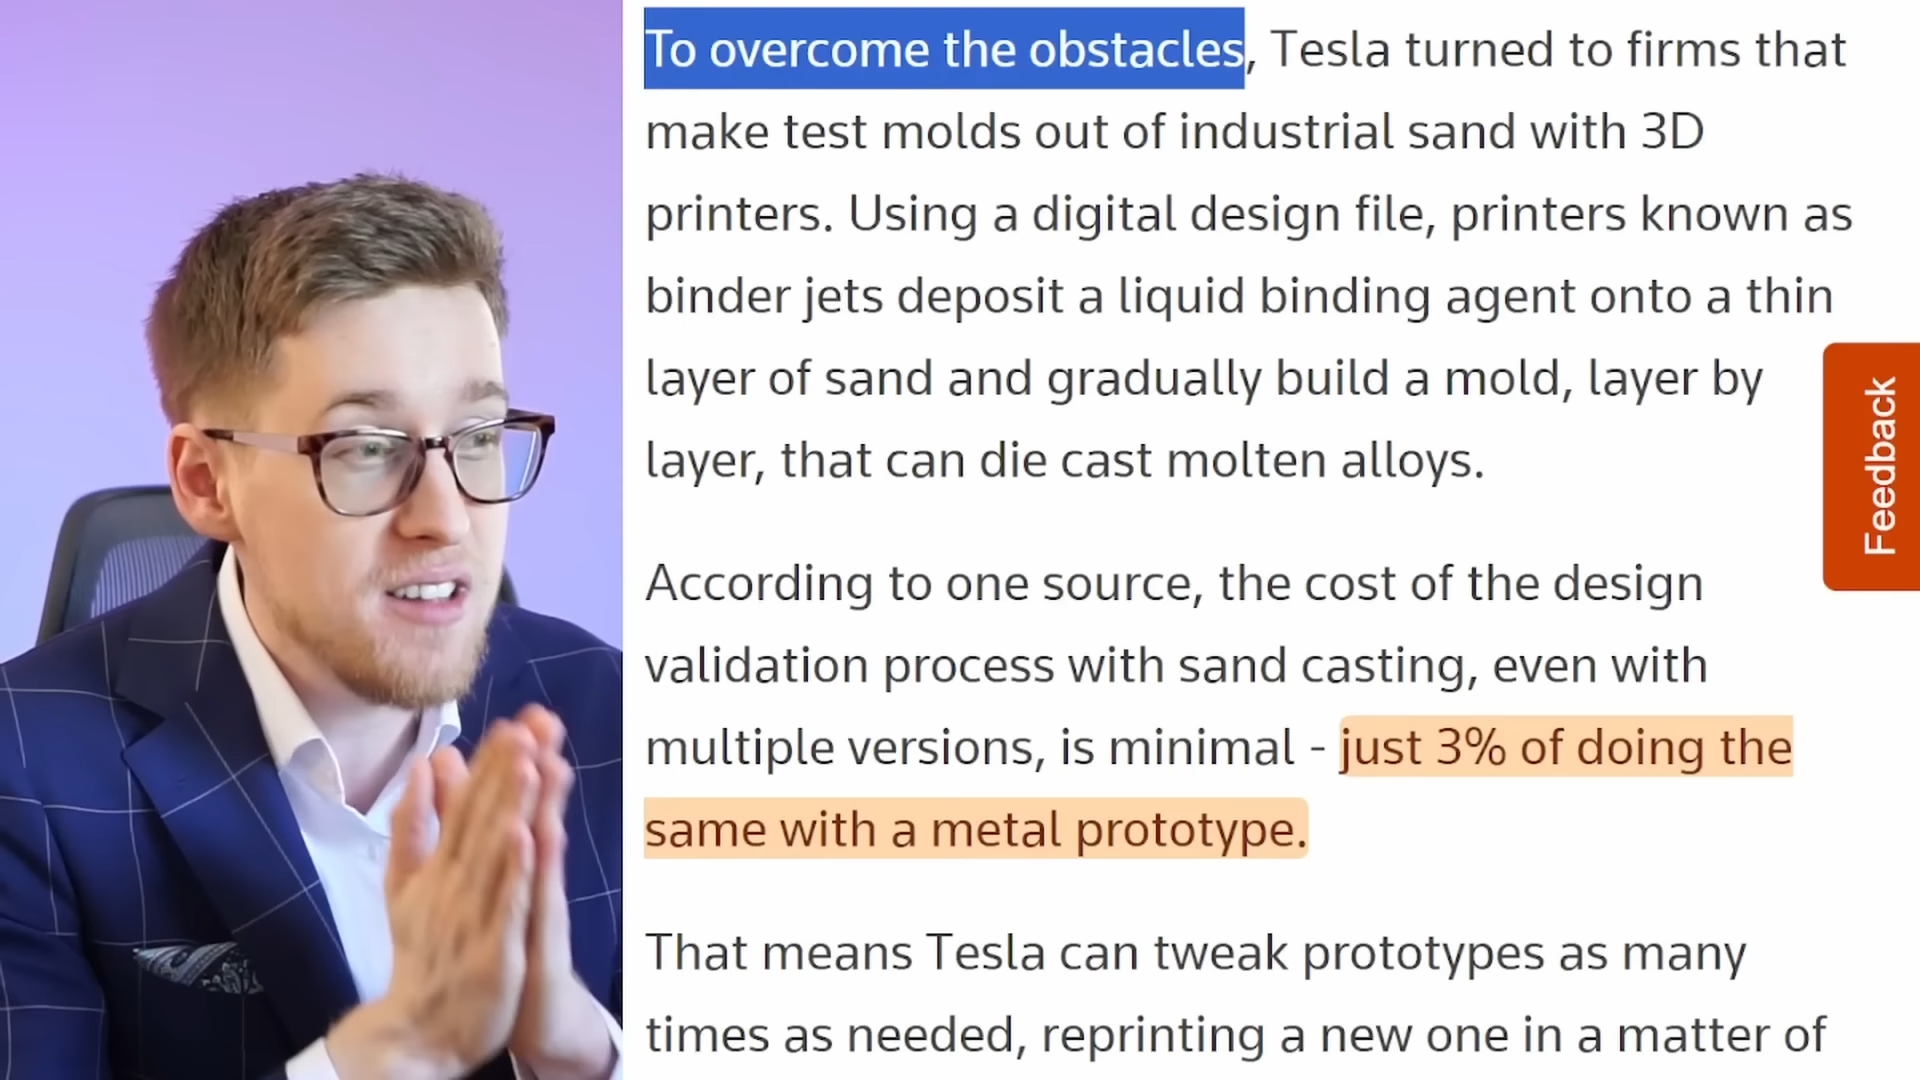 To overcome the obstacles, Tesla turned to firms that
make test molds out of industrial sand with 3D
printers. Using a digital design file, printers known as
binder jets deposit a liquid binding agent onto a thin
layer of sand and gradually build a mold, layer by
layer, that can die cast molten alloys.
Feedback
According to one source, the cost of the design
validation process with sand casting, even with
multiple versions, is minimal - just 3% of doing the
same with a metal prototype.
That means Tesla can tweak prototypes as many
times as needed, reprinting a new one in a matter of